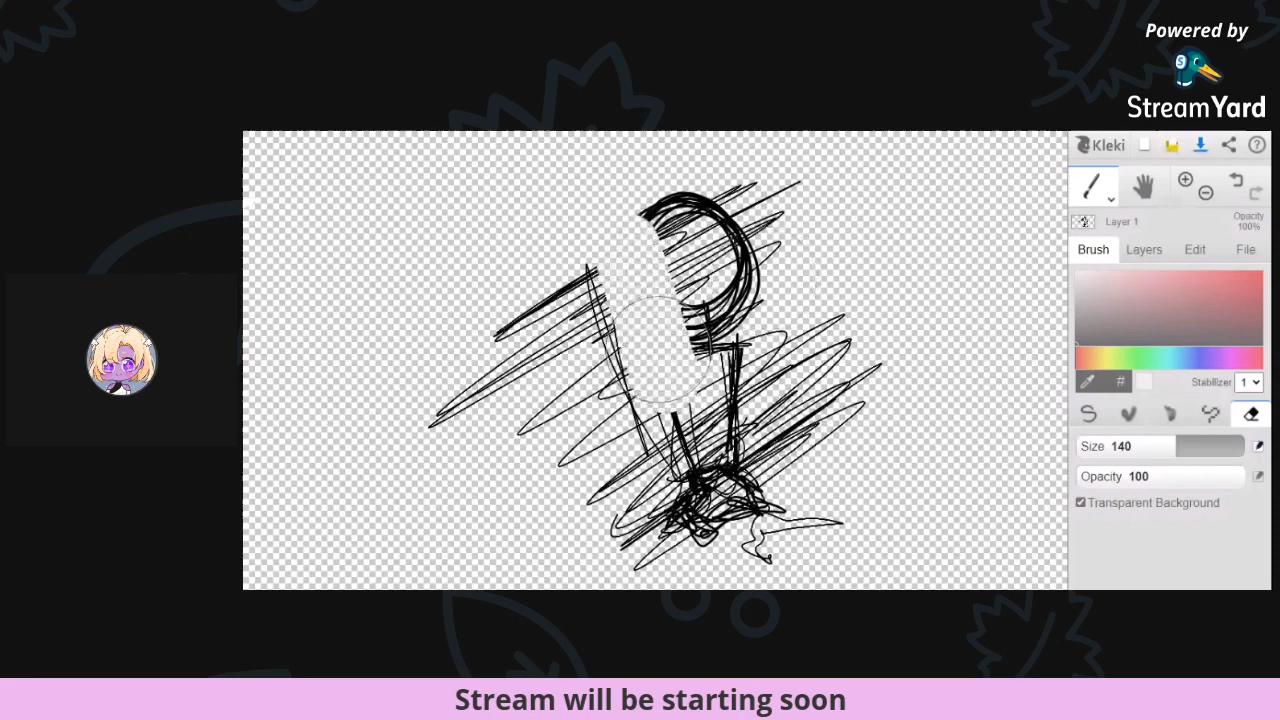 Powered by
StreamYard
Kleki
Layer 1
Opacity
100%
Brush
Layers
Edit
File
#
Stabilizer
1
Size 140
Opacity 100
Transparent Background
Stream will be starting soon